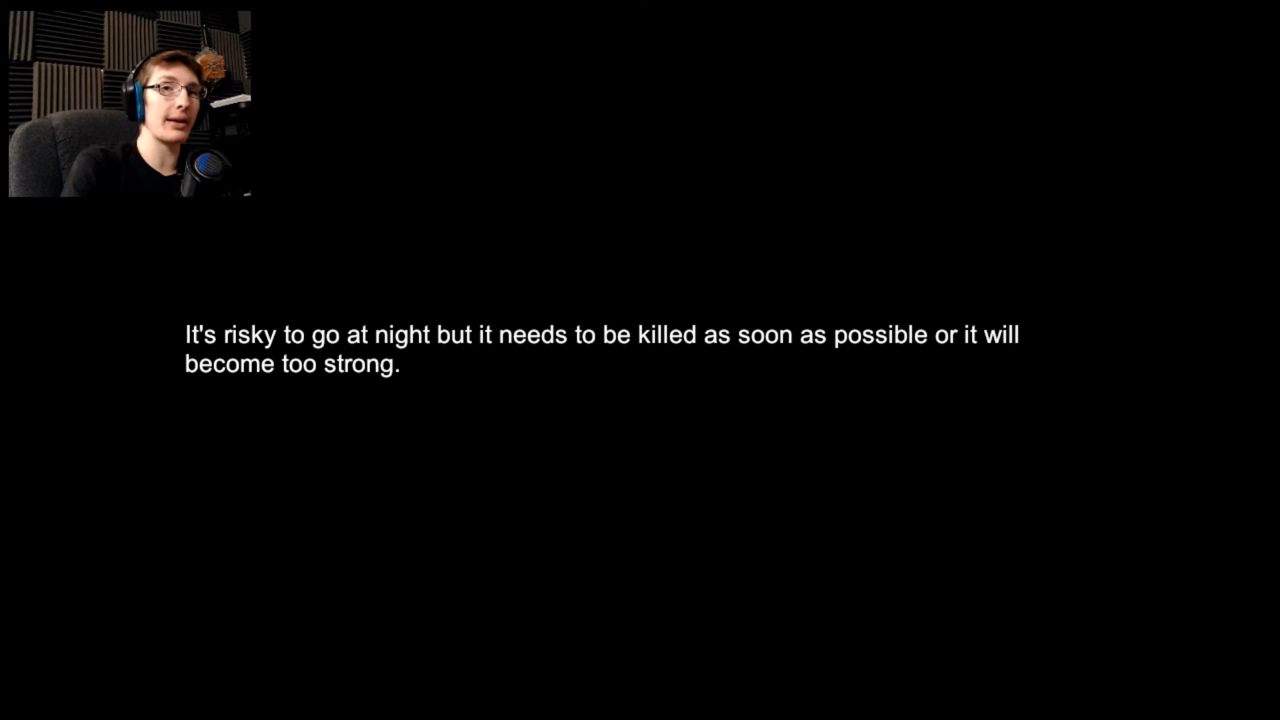 It's risky to go at night but it needs to be killed as soon as possible or it will
become too strong.